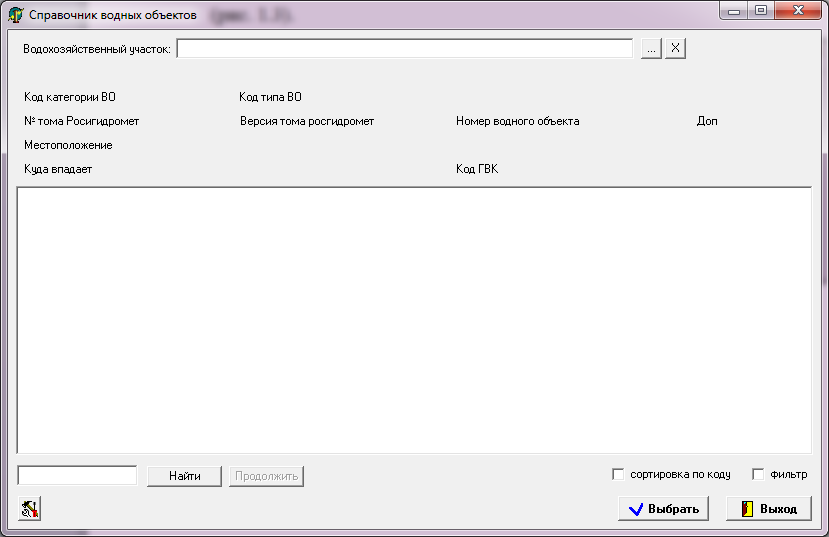 Справочник водных объектов
(рис. 1.3).
Водохозяйственный участок: ... X
Код категории ВО Код типа ВО
№ тома Росигидромет Версия тома росгидромет Номер водного объекта Доп
Местоположение
Куда впадает Код ГВК
Найти Продолжить сортировка по коду фильтр
Выбрать Выход